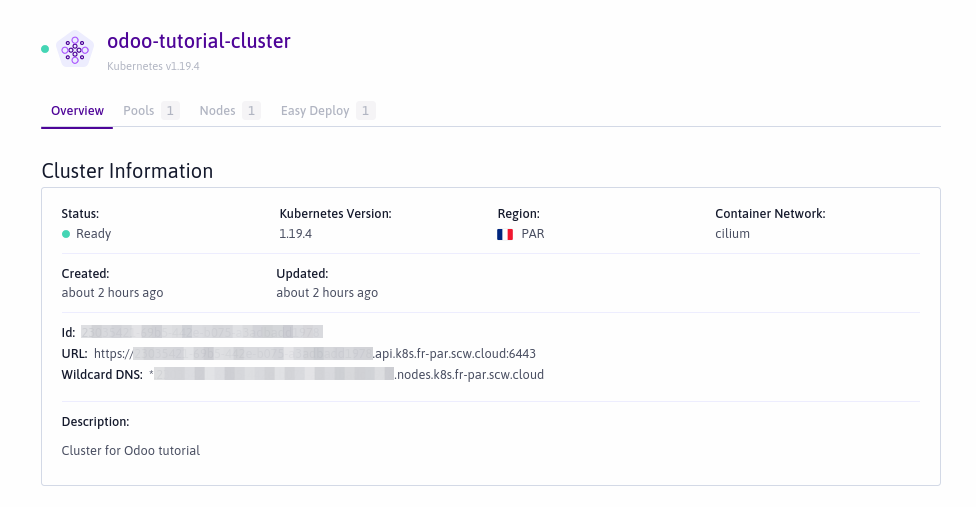 odoo-tutorial-cluster
Kubernetes v1.19.4
Overview Pools 1 Nodes 1 Easy Deploy 1
Cluster Information
Status: Kubernetes Version: Region: Container Network:
Ready 1.19.4 PAR cilium
Created: Updated:
about 2 hours ago about 2 hours ago
Id:
URL: https:// .api.k8s.fr-par.scw.cloud:6443
Wildcard DNS: * .nodes.k8s.fr-par.scw.cloud
Description:
Cluster for Odoo tutorial